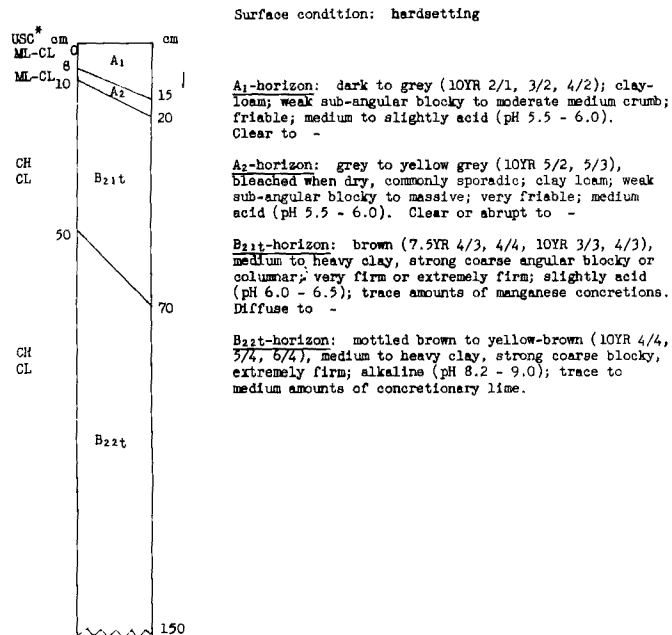 Surface condition: hardsetting
USC* cm
cm
ML-CL 0
A1
8
ML-CL
10
A2
15
20
A1-horizon: dark to grey (10YR 2/1, 3/2, 4/2); clay-
loam; weak sub-angular blocky to moderate medium crumb;
friable; medium to slightly acid (pH 5.5 - 6.0).
Clear to -
CH
CL
B21t
A2-horizon: grey to yellow grey (10YR 5/2, 5/3),
bleached when dry, commonly sporadic; clay loam; weak
sub-angular blocky to massive; very friable; medium
acid (pH 5.5 - 6.0). Clear or abrupt to -
50
70
B21t-horizon: brown (7.5YR 4/3, 4/4, 10YR 3/3, 4/3),
medium to heavy clay, strong coarse angular blocky or
columnar; very firm or extremely firm; slightly acid
(pH 6.0 - 6.5); trace amounts of manganese concretions.
Diffuse to -
CH
CL
B22t
B22t-horizon: mottled brown to yellow-brown (10YR 4/4,
5/4, 6/4), medium to heavy clay, strong coarse blocky,
extremely firm; alkaline (pH 8.2 - 9.0); trace to
medium amounts of concretionary lime.
150